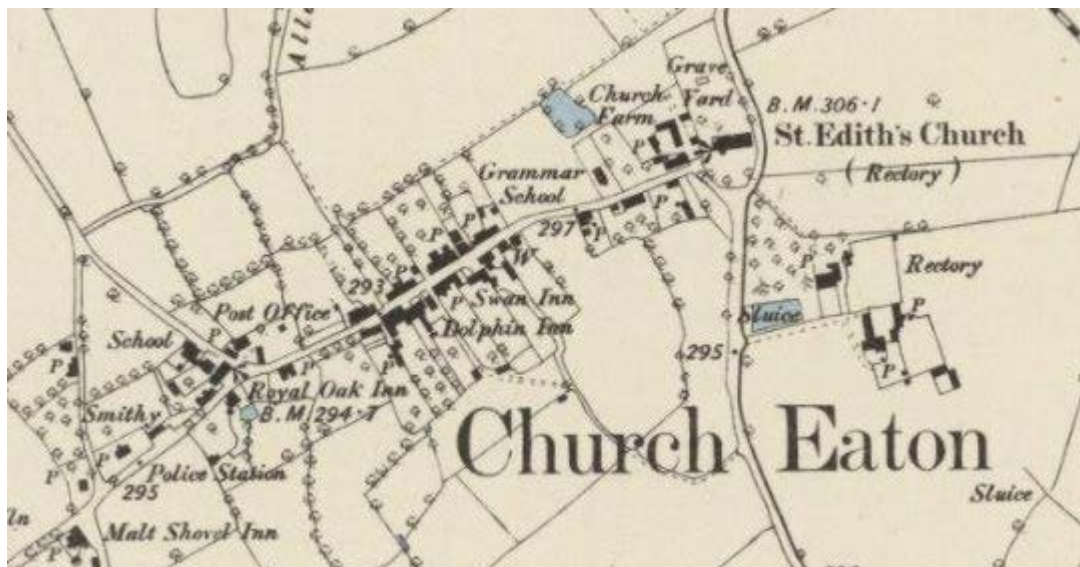 Alle
Grave
Yard
Church
Farm
B.M. 306·1
St. Edith's Church
( Rectory )
P
Grammar
School
P
P
P
297
P
W
P
Rectory
P
293
P
Swan Inn
Post Office
Dolphin Inn
Sluice
P
School
P
295
P
P
P
P
Royal Oak Inn
Smithy
B.M. 294·7
Church Eaton
P
P
Police Station
295
Sluice
ln
Malt Shovel Inn
P